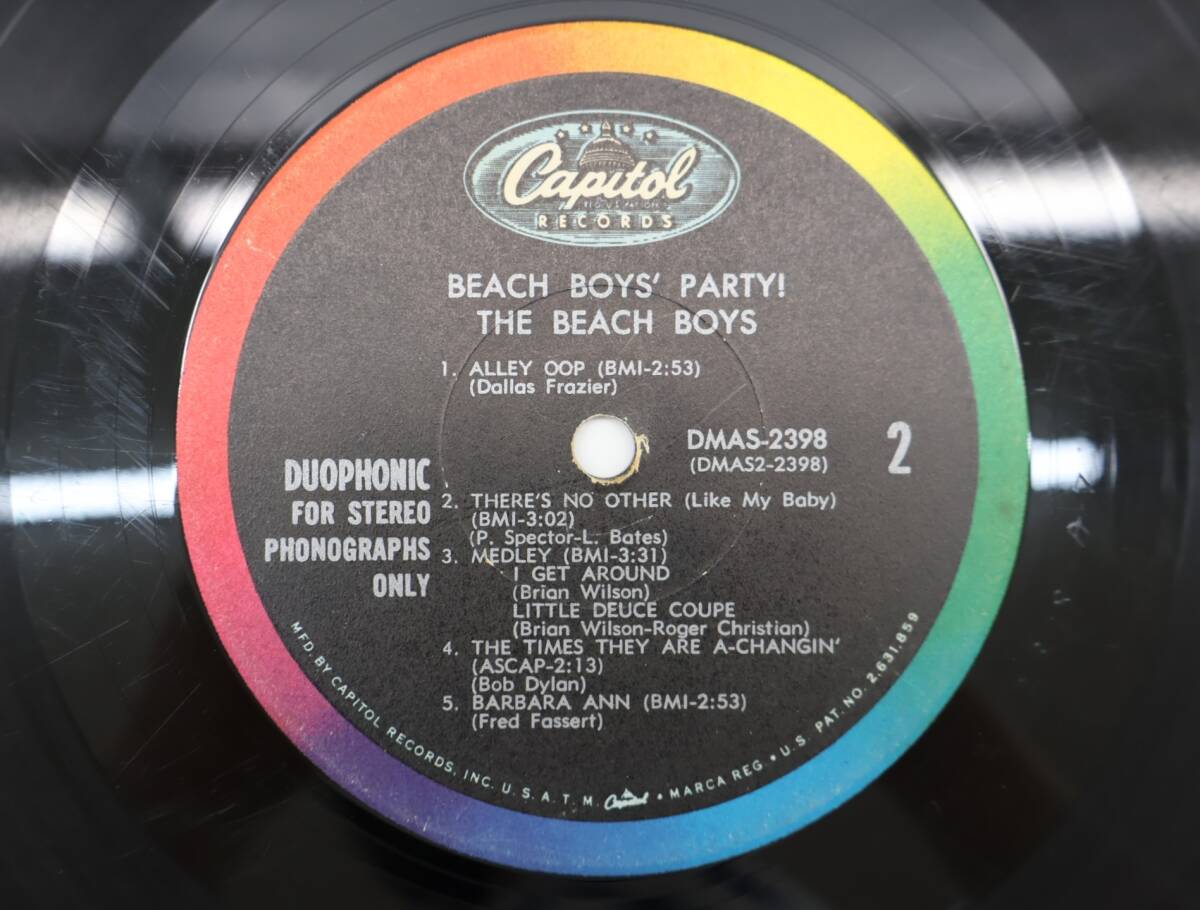 Capitol
RECORDS
BEACH BOYS' PARTY!
THE BEACH BOYS
1. ALLEY OOP (BMI-2:53)
(Dallas Frazier)
DMAS-2398
(DMAS2-2398)
2
DUOPHONIC
FOR STEREO
PHONOGRAPHS
ONLY
2. THERE'S NO OTHER (Like My Baby)
(BMI-3:02)
(P. Spector-L. Bates)
3. MEDLEY (BMI-3:31)
I GET AROUND
(Brian Wilson)
LITTLE DEUCE COUPE
(Brian Wilson-Roger Christian)
4. THE TIMES THEY ARE A-CHANGIN'
(ASCAP-2:13)
(Bob Dylan)
5. BARBARA ANN (BMI-2:53)
(Fred Fassert)
MFD. BY CAPITOL RECORDS, INC. U. S. A. T. M. Capitol • MARCA REG. • U.S. PAT. NO. 2,631,859